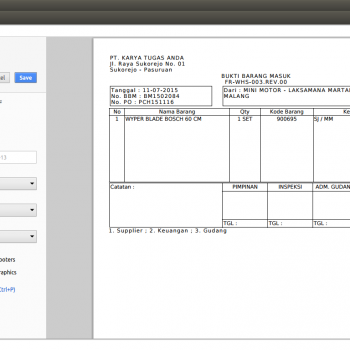 PT. KARYA TUGAS ANDA
Jl. Raya Sukorejo No. 01
Sukorejo - Pasuruan
BUKTI BARANG MASUK
FR-WHS-003.REV.00
Tanggal : 11-07-2015
No. BBM : BM1502084
No. PO : PCH151116
Dari : MINI MOTOR - LAKSAMANA MARTA
MALANG
No Nama Barang Qty Kode Barang Ke
1 WYPER BLADE BOSCH 60 CM 1 SET 900695 SJ / MM
Catatan : PIMPINAN INSPEKSI ADM. GUDAN
TGL : TGL : TGL :
1. Supplier ; 2. Keuangan ; 3. Gudang
el Save
13
ooters
graphics
Ctrl+P)